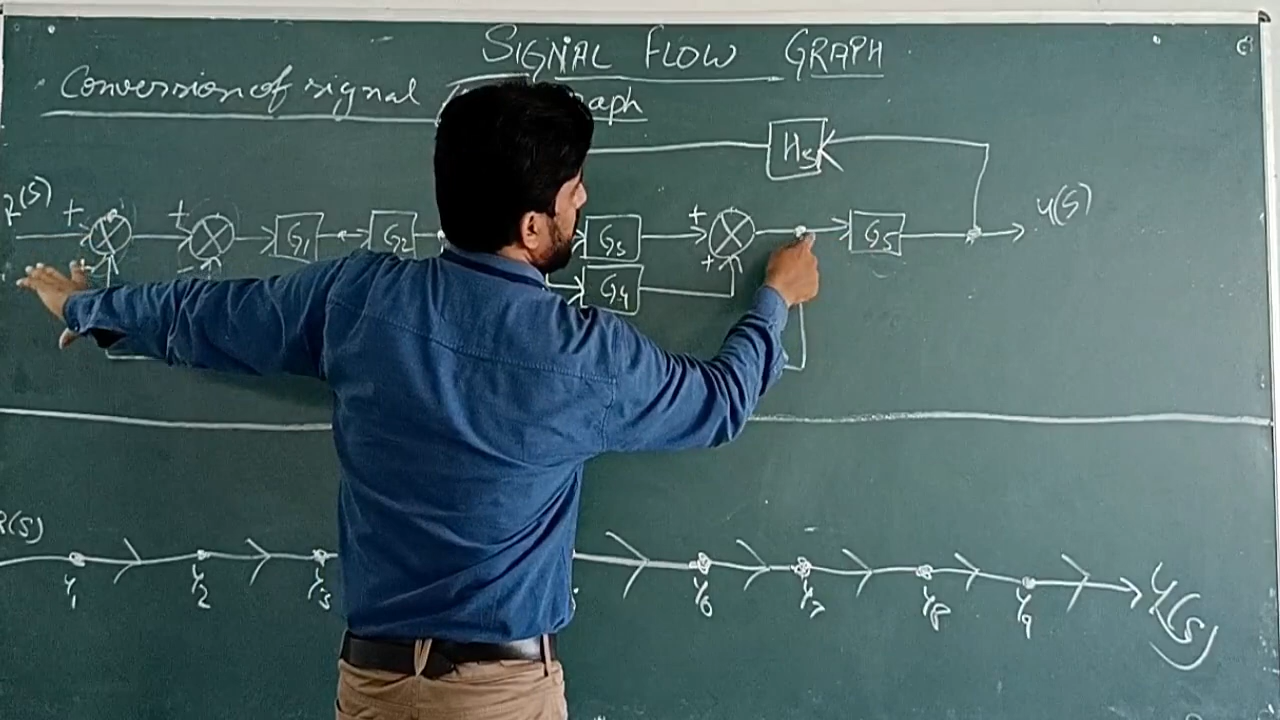 SIGNAL FLOW GRAPH
Conversion of signal raph
H5
R(S) + + G1 G2 G3 + G5 y(S)
- + G4
R(S)
y1 y2 y3 y6 y7 y8 y9 y(s)